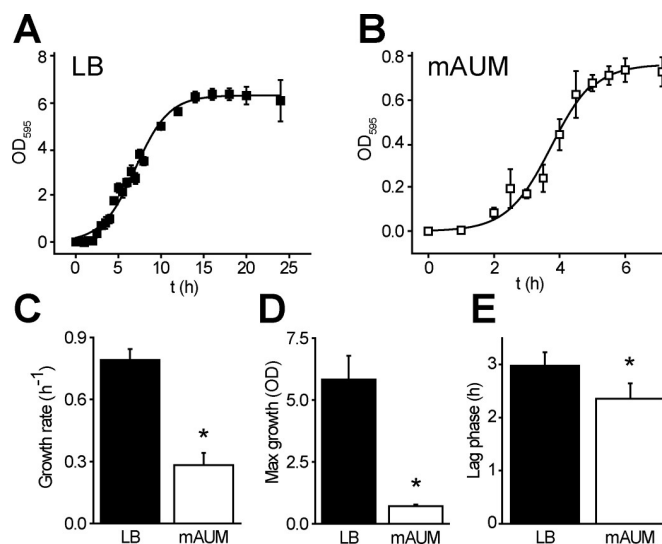 A
LB
8
6
4
2
0
OD595
0 5 10 15 20 25
t (h)
B
mAUM
0.8
0.6
0.4
0.2
0.0
OD595
0 2 4 6
t (h)
C
0.9
0.6
0.3
0.0
Growth rate (h⁻¹)
*
LB mAUM
D
7.5
5.0
2.5
0.0
Max growth (OD)
*
LB mAUM
E
3
2
1
0
Lag phase (h)
*
LB mAUM